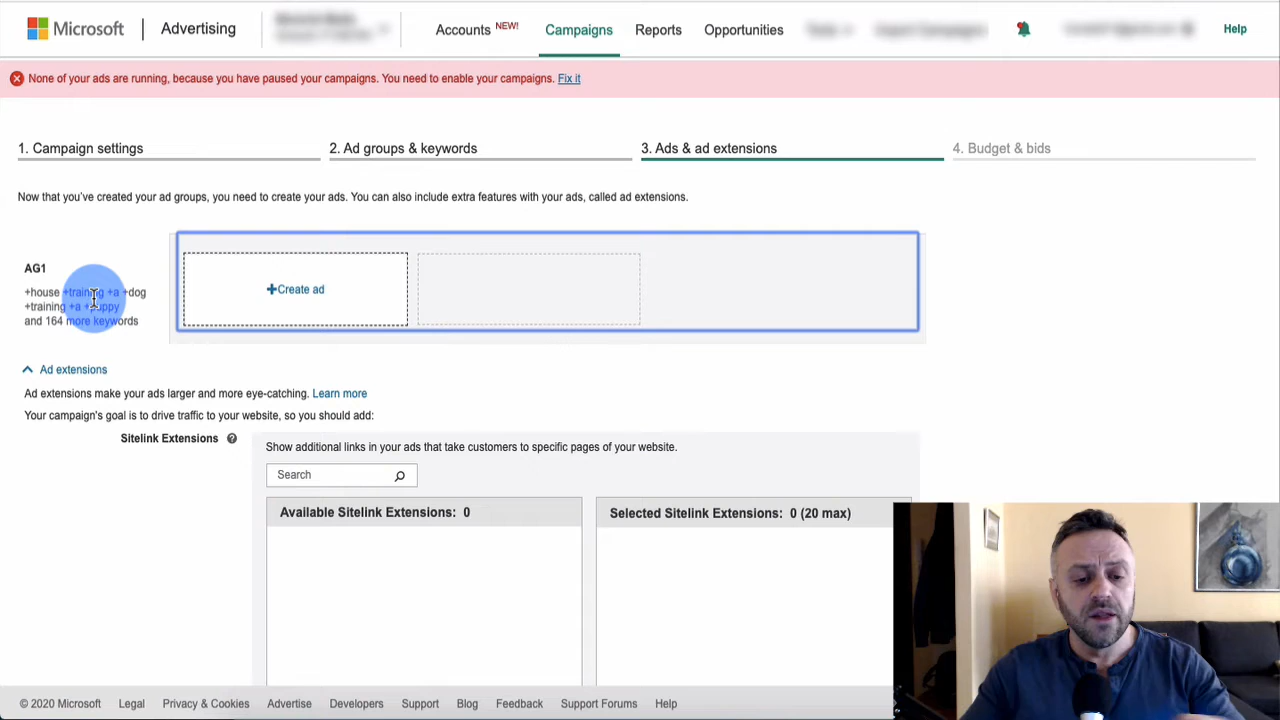 Microsoft | Advertising
Accounts NEW!
Campaigns
Reports
Opportunities
Help
None of your ads are running, because you have paused your campaigns. You need to enable your campaigns. Fix it
1. Campaign settings
2. Ad groups & keywords
3. Ads & ad extensions
4. Budget & bids
Now that you've created your ad groups, you need to create your ads. You can also include extra features with your ads, called ad extensions.
AG1
+house +training +a +dog
+training +a +puppy
and 164 more keywords
+Create ad
Ad extensions
Ad extensions make your ads larger and more eye-catching. Learn more
Your campaign's goal is to drive traffic to your website, so you should add:
Sitelink Extensions ?
Show additional links in your ads that take customers to specific pages of your website.
Search
Available Sitelink Extensions: 0
Selected Sitelink Extensions: 0 (20 max)
© 2020 Microsoft
Legal
Privacy & Cookies
Advertise
Developers
Support
Blog
Feedback
Support Forums
Help